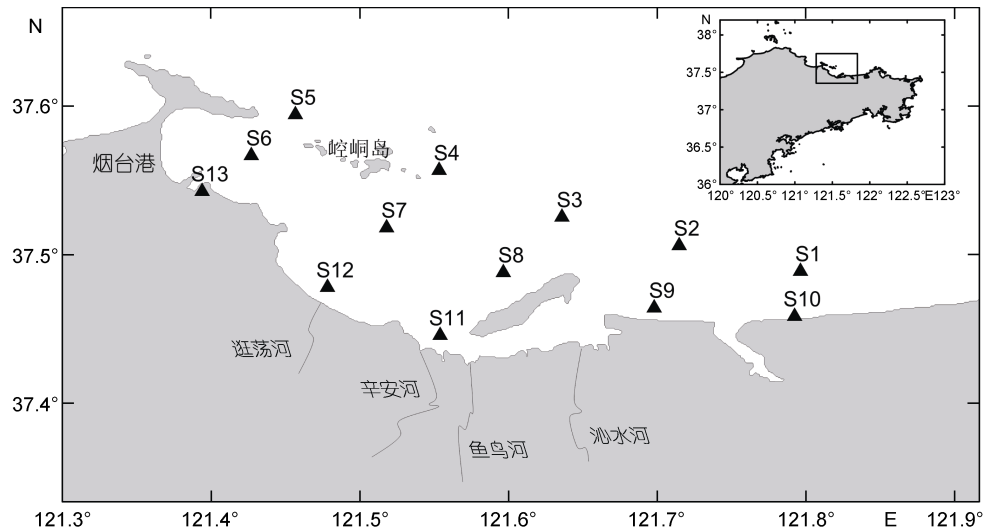 N
37.6°
37.5°
37.4°
121.3°
121.4°
121.5°
121.6°
121.7°
121.8°
E
121.9°
S5
S6
崆峒岛
S4
烟台港
S13
S3
S7
S2
S8
S1
S12
S9
S10
S11
逛荡河
辛安河
鱼鸟河
沁水河
N
38°
37.5°
37°
36.5°
36°
120°
120.5°
121°
121.5°
122°
122.5°
E
123°